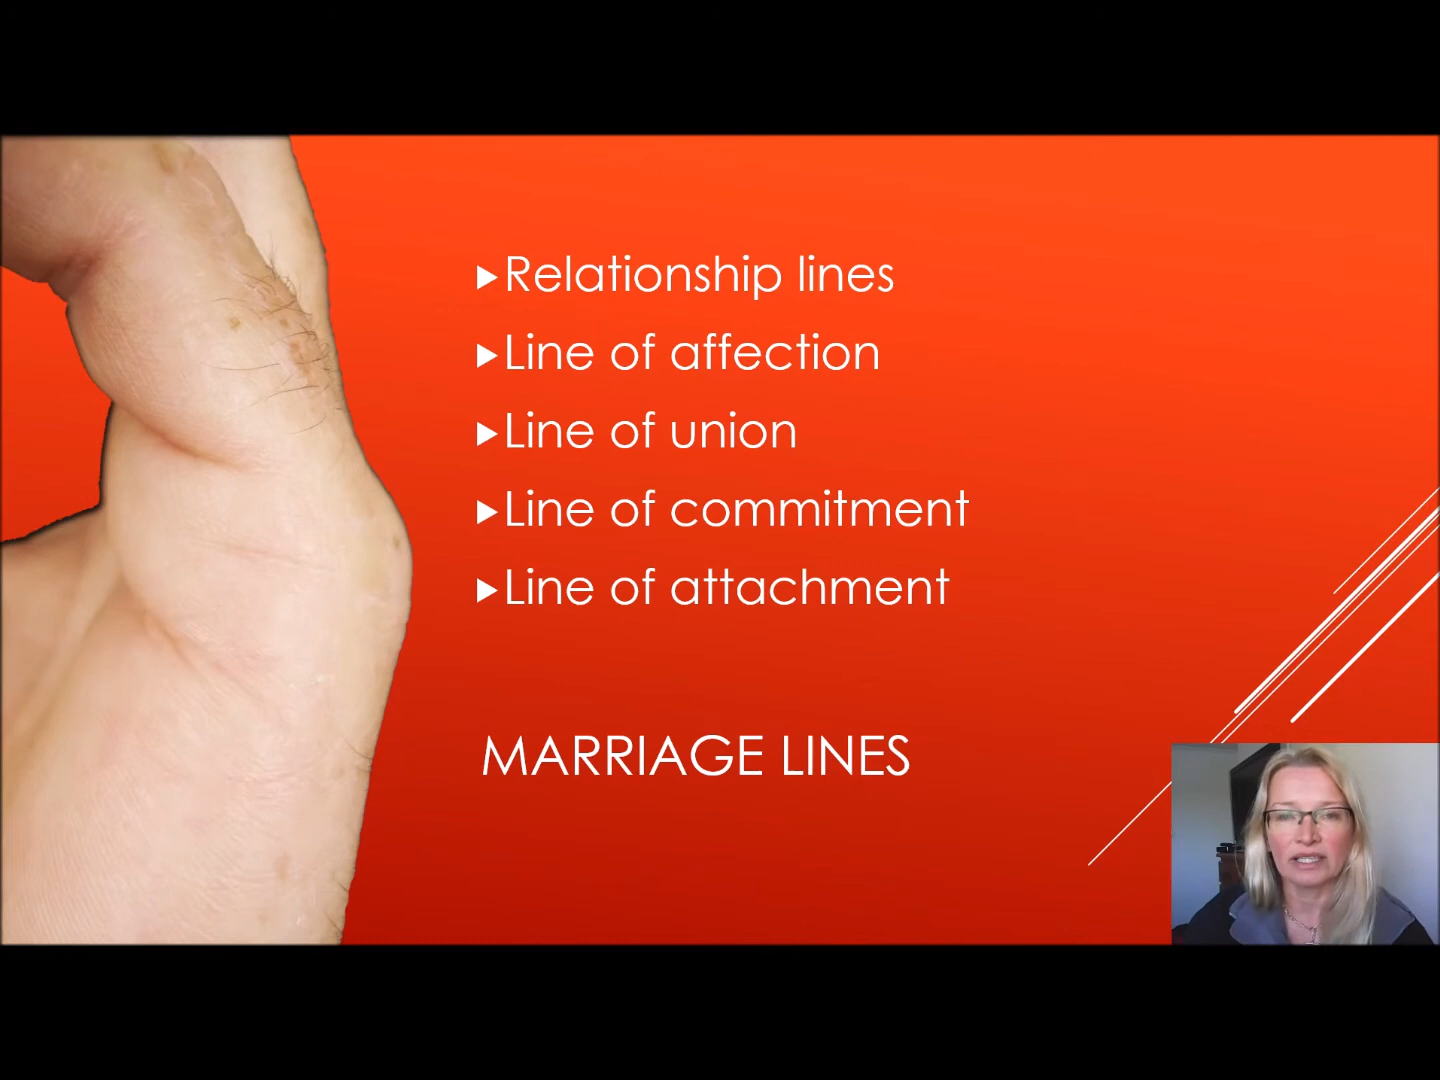 Relationship lines
Line of affection
Line of union
Line of commitment
Line of attachment
MARRIAGE LINES